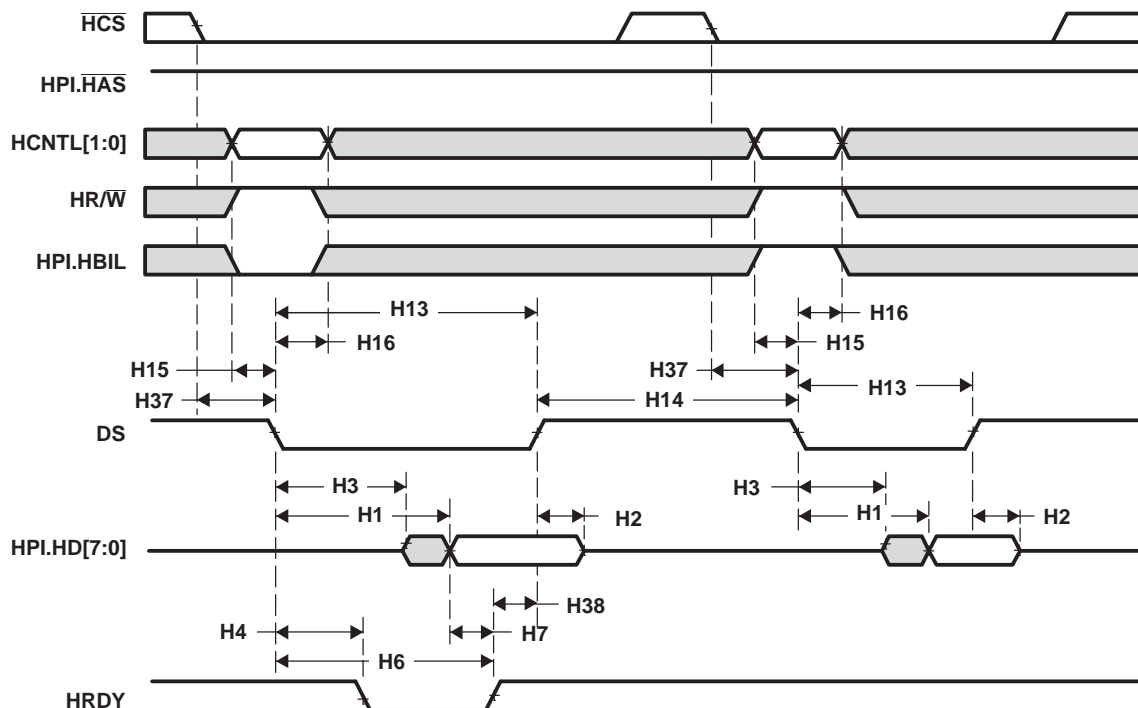 HCS
HPI.HAS
HCNTL[1:0]
HR/W
HPI.HBIL
H13
H16
H16
H15
H15
H37
H13
H37
H14
DS
H3
H3
H1
H2
H1
H2
HPI.HD[7:0]
H38
H4
H7
H6
HRDY